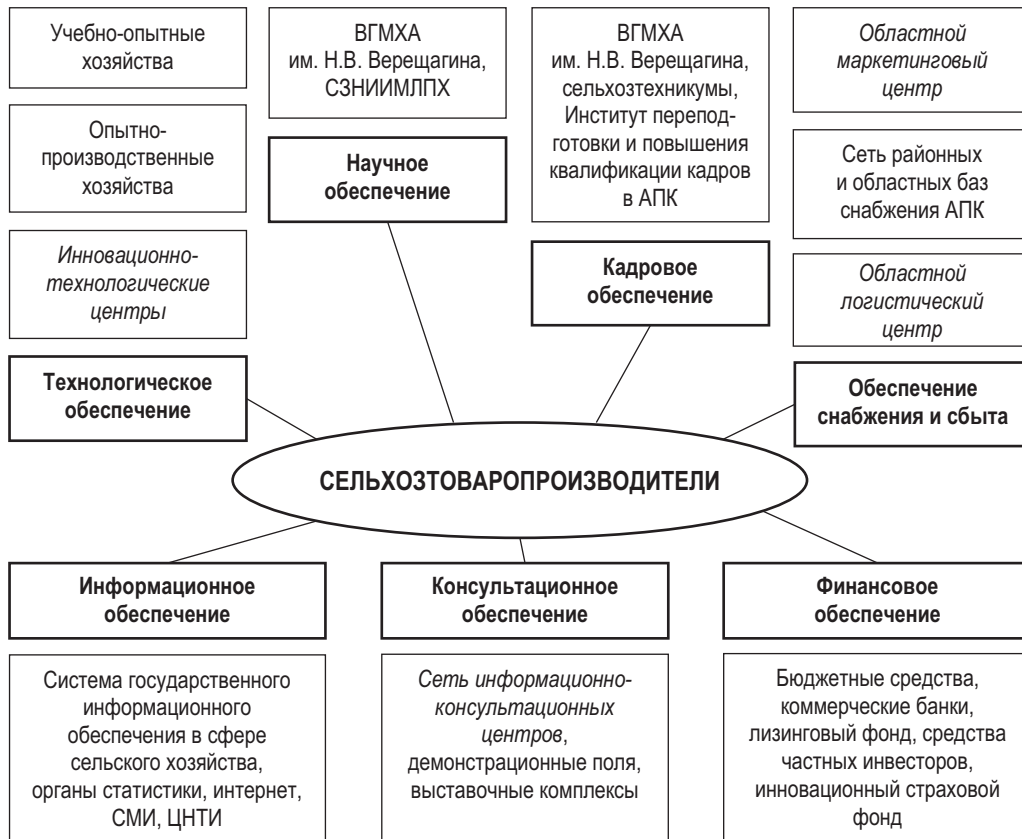 Учебно-опытные
хозяйства
Опытно-
производственные
хозяйства
Инновационно-
технологические
центры
Технологическое
обеспечение
ВГМХА
им. Н.В. Верещагина,
СЗНИИМЛПХ
Научное
обеспечение
ВГМХА
им. Н.В. Верещагина,
сельхозтехникумы,
Институт перепод-
готовки и повышения
квалификации кадров
в АПК
Кадровое
обеспечение
Областной
маркетинговый
центр
Сеть районных
и областных баз
снабжения АПК
Областной
логистический
центр
Обеспечение
снабжения и сбыта
СЕЛЬХОЗТОВАРОПРОИЗВОДИТЕЛИ
Информационное
обеспечение
Система государственного
информационного
обеспечения в сфере
сельского хозяйства,
органы статистики, интернет,
СМИ, ЦНТИ
Консультационное
обеспечение
Сеть информационно-
консультационных
центров,
демонстрационные поля,
выставочные комплексы
Финансовое
обеспечение
Бюджетные средства,
коммерческие банки,
лизинговый фонд, средства
частных инвесторов,
инновационный страховой
фонд